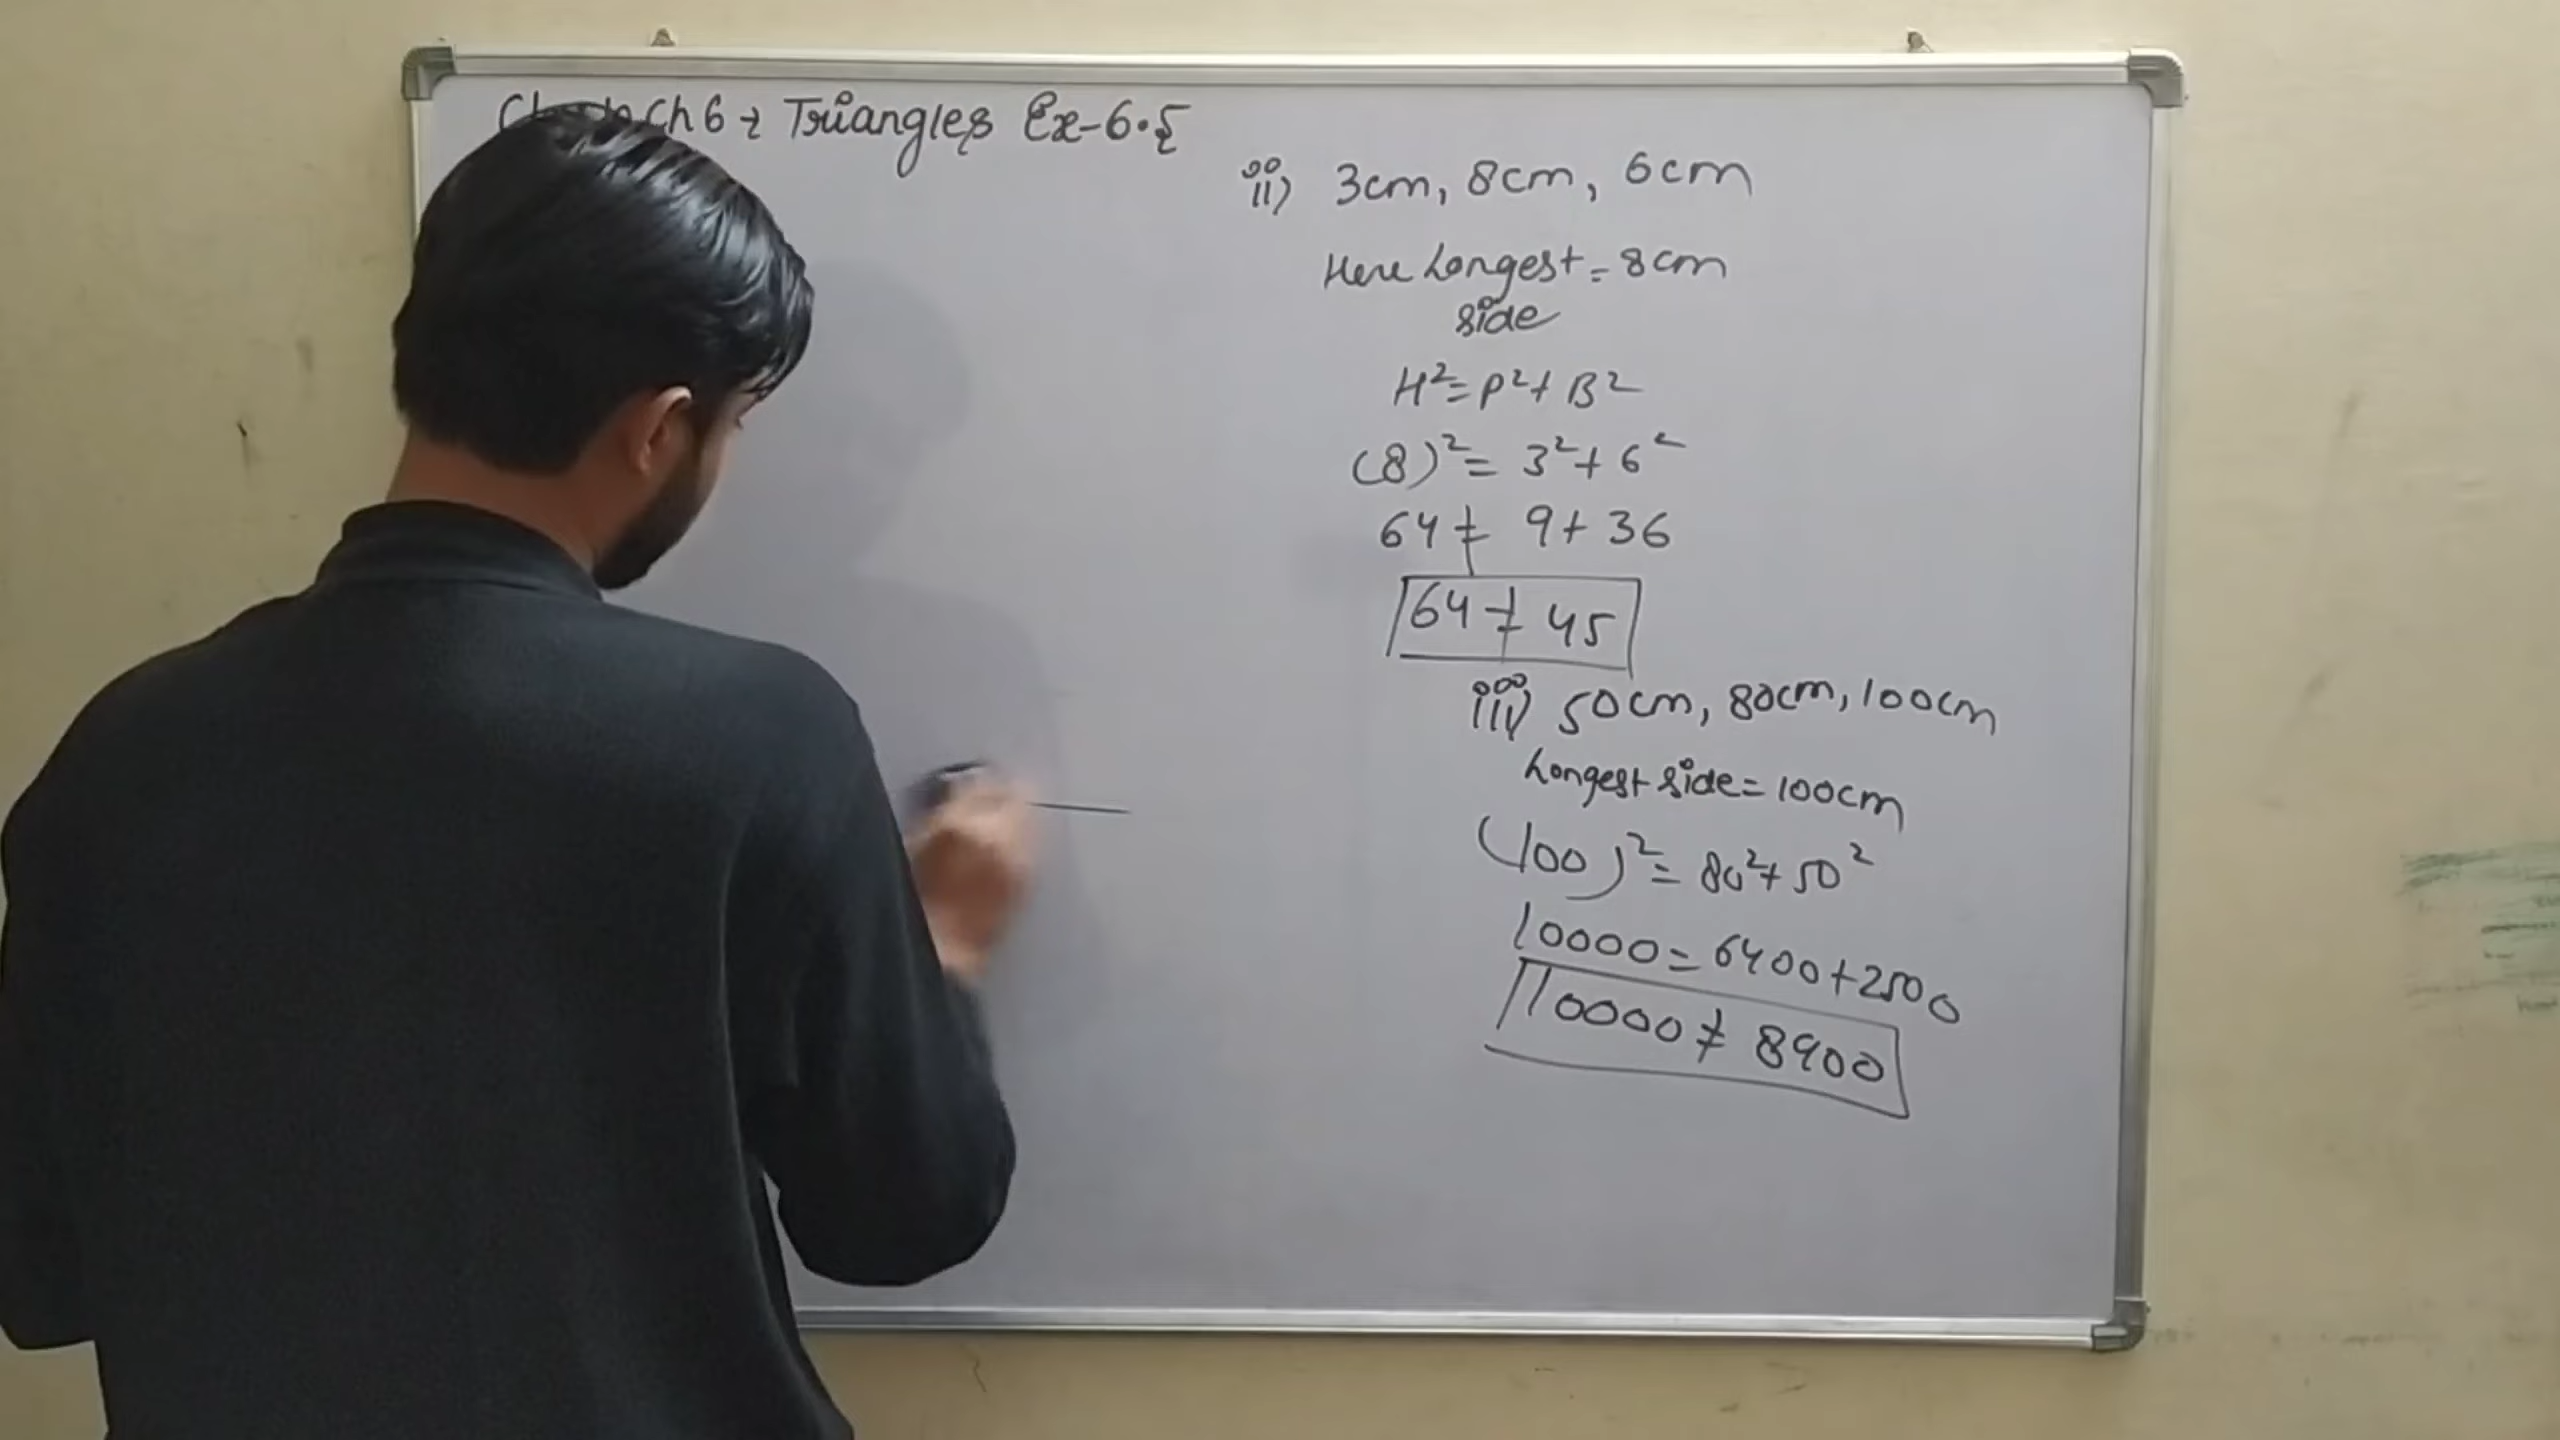 Ch 6 → Triangles Ex-6.5
ii) 3cm, 8cm, 6cm
Here Longest = 8cm
side
H²= P²+ B²
(8)²= 3²+ 6²
64 ≠ 9+ 36
64 ≠ 45
iii) 50cm, 80cm, 100cm
Longest side= 100cm
(100)²= 80²+ 50²
10000= 6400+2500
10000 ≠ 8900